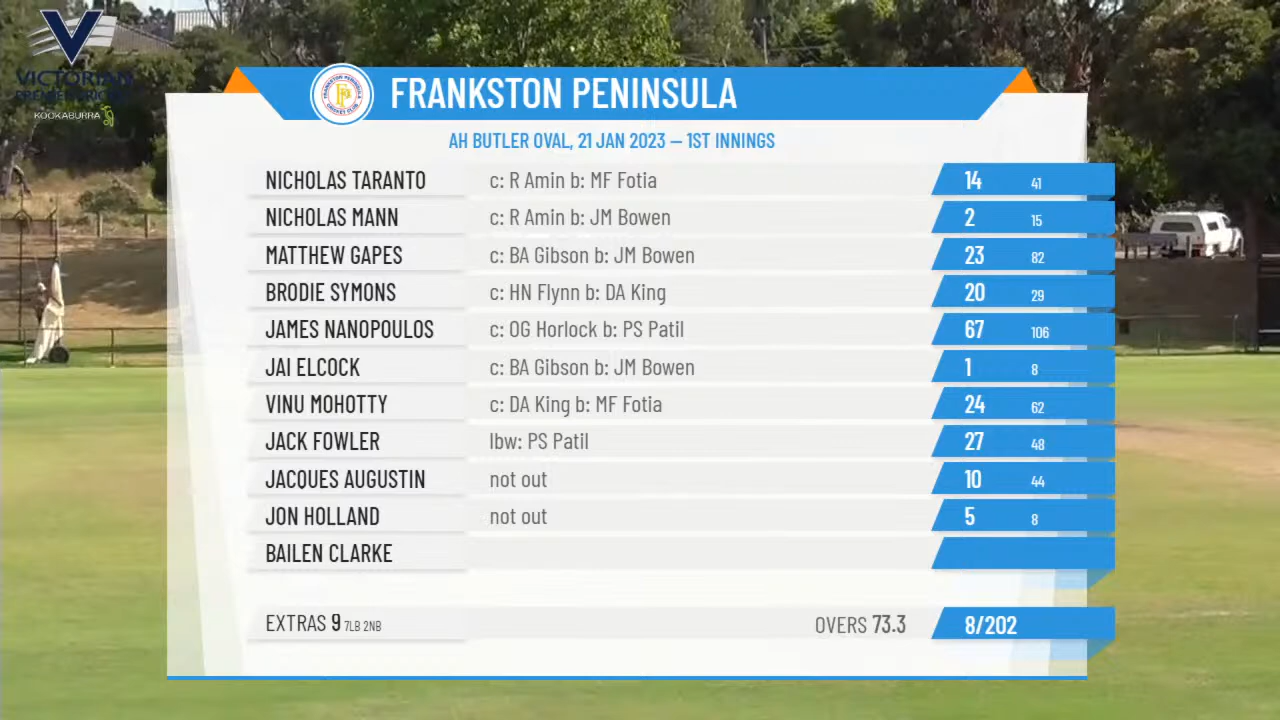 VICTORIAN
PREMIER CRICKET
KOOKABURRA
FRANKSTON PENINSULA
AH BUTLER OVAL, 21 JAN 2023 – 1ST INNINGS
NICHOLAS TARANTO c: R Amin b: MF Fotia 14 41
NICHOLAS MANN c: R Amin b: JM Bowen 2 15
MATTHEW GAPES c: BA Gibson b: JM Bowen 23 82
BRODIE SYMONS c: HN Flynn b: DA King 20 29
JAMES NANOPOULOS c: OG Horlock b: PS Patil 67 106
JAI ELCOCK c: BA Gibson b: JM Bowen 1 8
VINU MOHOTTY c: DA King b: MF Fotia 24 62
JACK FOWLER lbw: PS Patil 27 48
JACQUES AUGUSTIN not out 10 44
JON HOLLAND not out 5 8
BAILEN CLARKE
EXTRAS 9 7LB 2NB OVERS 73.3 8/202